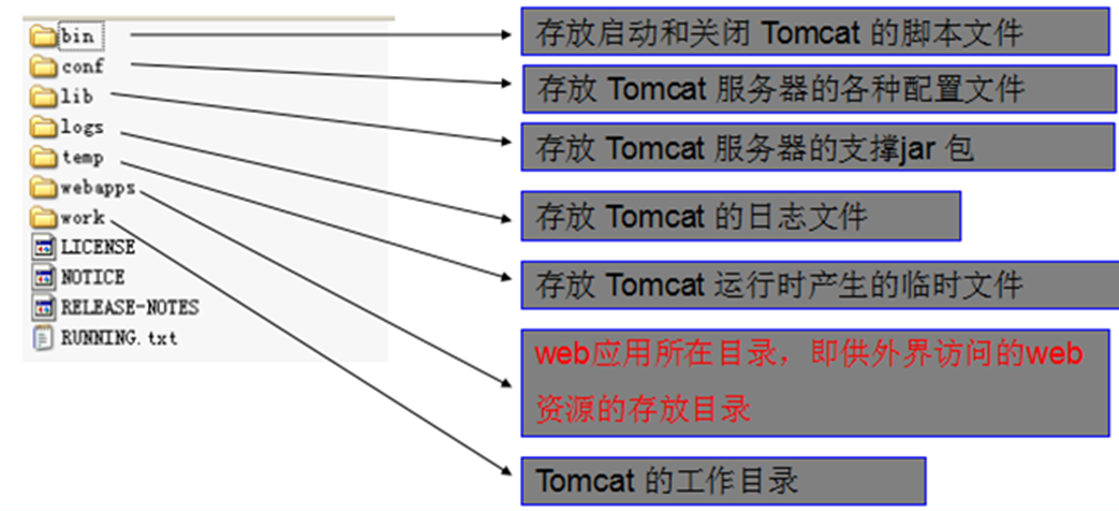 bin
conf
lib
logs
temp
webapps
work
LICENSE
NOTICE
RELEASE-NOTES
RUNNING.txt
存放启动和关闭 Tomcat 的脚本文件
存放 Tomcat 服务器的各种配置文件
存放 Tomcat 服务器的支撑jar 包
存放 Tomcat 的日志文件
存放 Tomcat 运行时产生的临时文件
web应用所在目录，即供外界访问的web
资源的存放目录
Tomcat 的工作目录